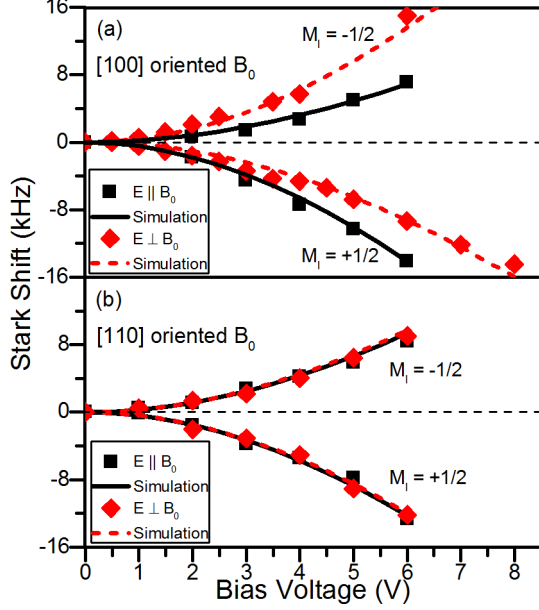 16
(a)
M_I = -1/2
[100] oriented B_0
8
0
E || B_0
Simulation
E ⊥ B_0
Simulation
-8
M_I = +1/2
-16
Stark Shift (kHz)
(b)
[110] oriented B_0
8
M_I = -1/2
0
E || B_0
Simulation
E ⊥ B_0
Simulation
-8
M_I = +1/2
-16
0 1 2 3 4 5 6 7 8
Bias Voltage (V)